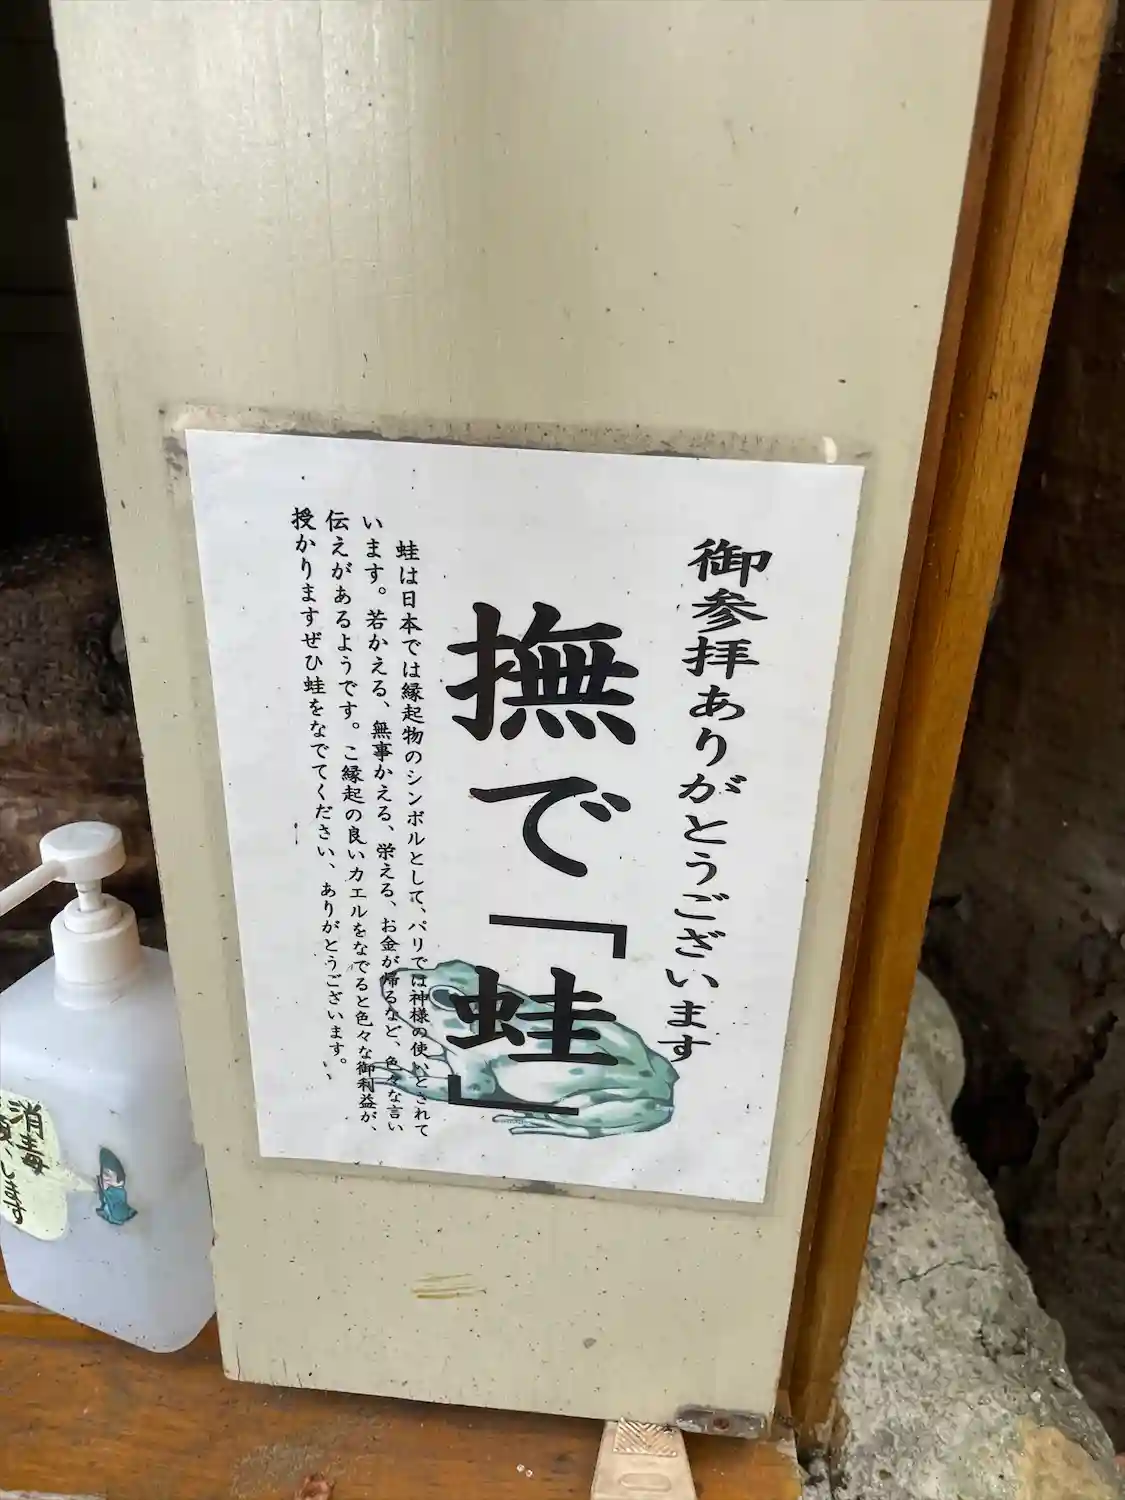 御参拝ありがとうございます
撫で「蛙」
蛙は日本では縁起物のシンボルとして、パリでは神様の使いとされて
います。若かえる、無事かえる、栄える、お金が帰るなど、色々な言い
伝えがあるようです。こ縁起の良いカエルをなでると色々な御利益が、
授かりますぜひ蛙をなでてください、ありがとうございます。
消毒
します